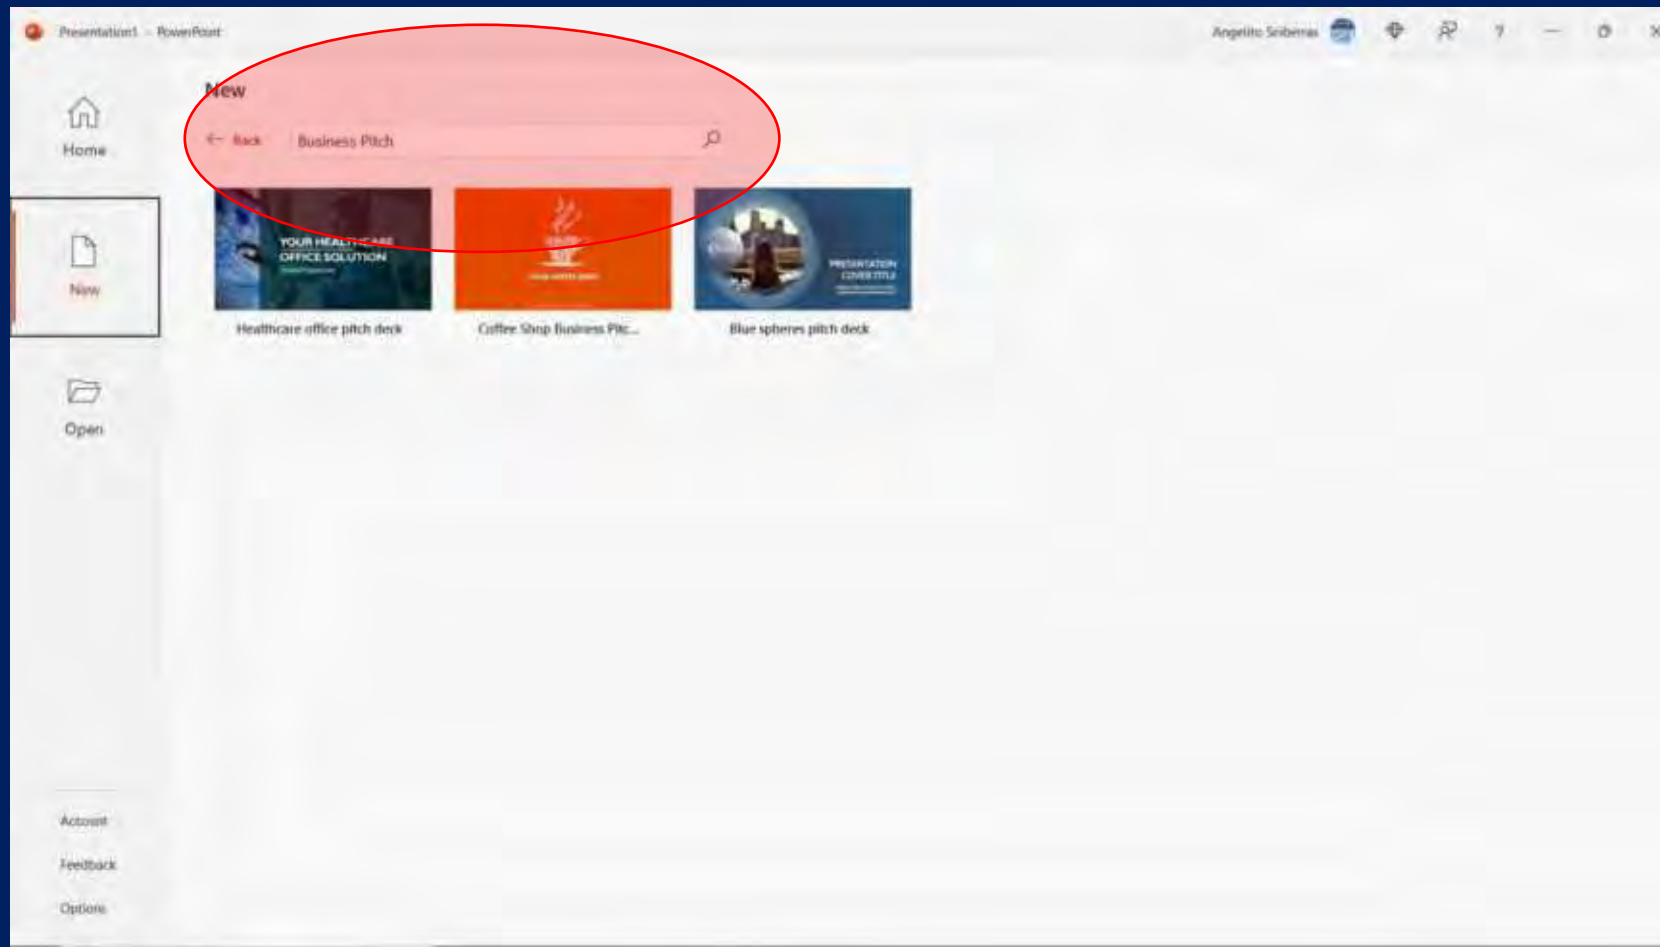 Presentation1 - PowerPoint
?
Home
New
Open
Account
Feedback
Options
New
Back
Business Pitch
YOUR HEALTHCARE
OFFICE SOLUTION
PRESENTATION
COVER TITLE
Healthcare office pitch deck
Coffee Shop Business Pitc...
Blue spheres pitch deck